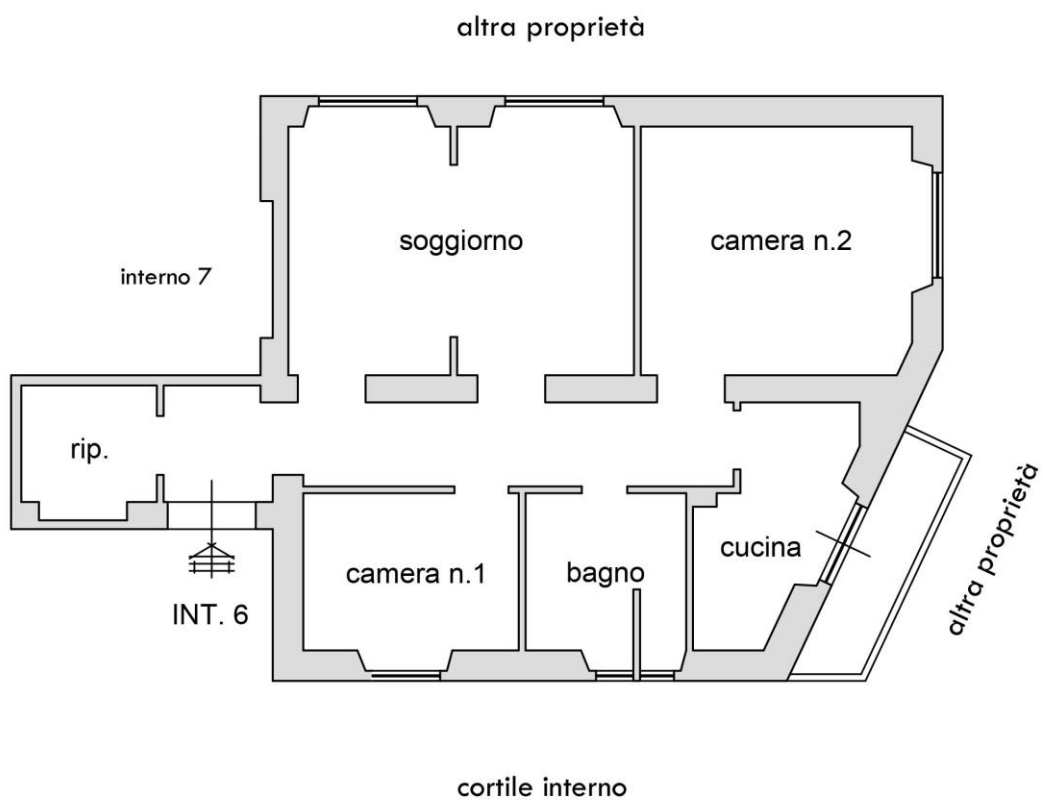 altra proprietà
soggiorno
camera n.2
interno 7
rip.
altra proprietà
cucina
camera n.1
bagno
INT. 6
cortile interno